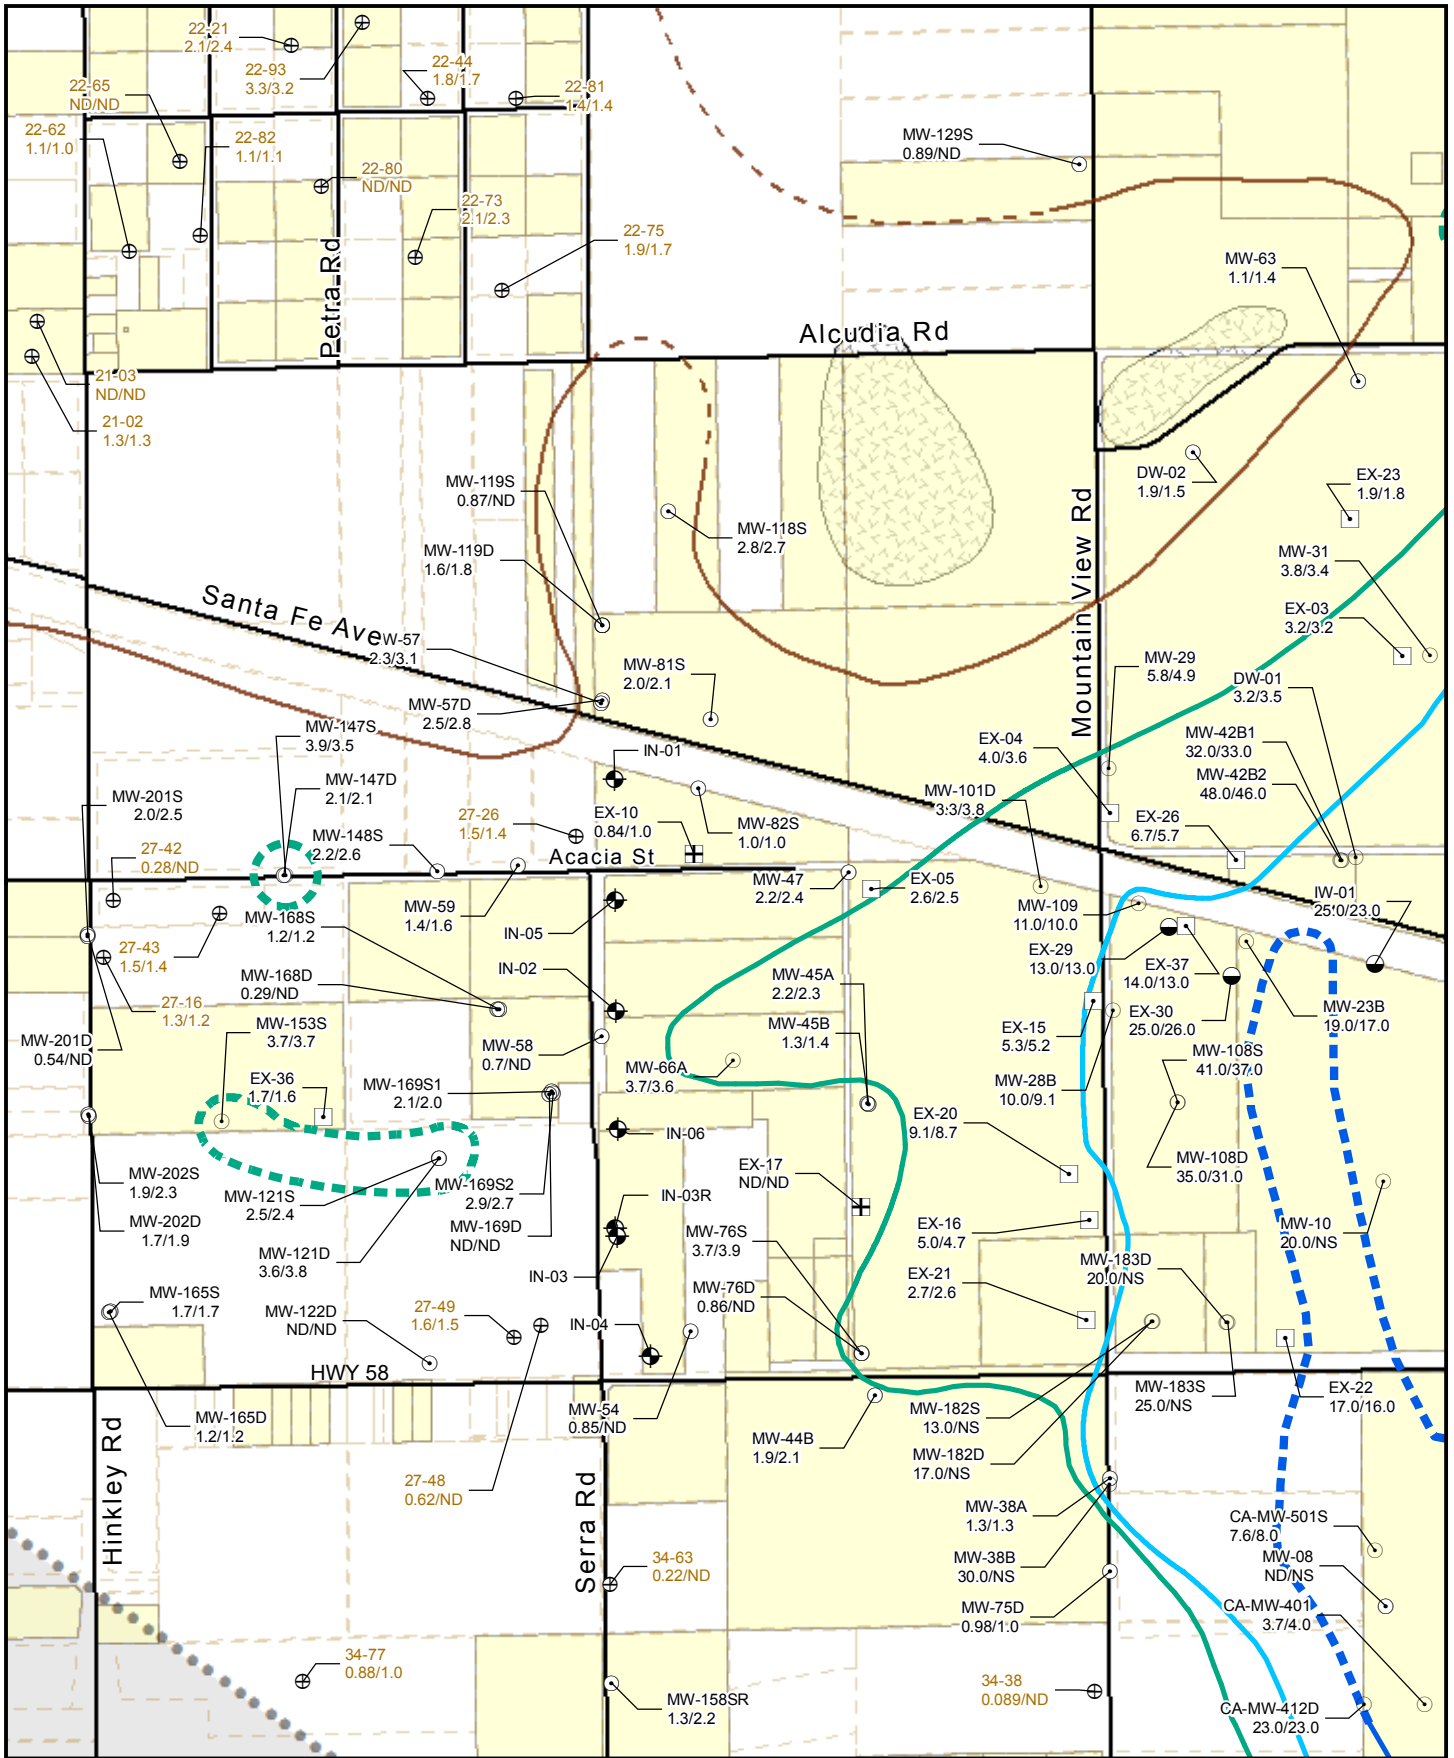 22-21
2.1/2.4
22-93
3.3/3.2
22-44
1.8/1.7
22-65
ND/ND
22-81
1.4/1.4
22-62
1.1/1.0
22-82
1.1/1.1
22-80
ND/ND
22-73
2.1/2.3
22-75
1.9/1.7
MW-129S
0.89/ND
MW-63
1.1/1.4
Petra Rd
Alcudia Rd
21-03
ND/ND
21-02
1.3/1.3
MW-119S
0.87/ND
MW-119D
1.6/1.8
MW-118S
2.8/2.7
DW-02
1.9/1.5
EX-23
1.9/1.8
MW-31
3.8/3.4
EX-03
3.2/3.2
Mountain View Rd
Santa Fe Ave
W-57
2.3/3.1
MW-81S
2.0/2.1
MW-29
5.8/4.9
DW-01
3.2/3.5
MW-57D
2.5/2.8
MW-147S
3.9/3.5
MW-42B1
32.0/33.0
EX-04
4.0/3.6
IN-01
MW-42B2
48.0/46.0
MW-147D
2.1/2.1
MW-201S
2.0/2.5
MW-101D
3.3/3.8
27-26
1.5/1.4
EX-10
0.84/1.0
MW-82S
1.0/1.0
EX-26
6.7/5.7
MW-148S
2.2/2.6
27-42
0.28/ND
Acacia St
MW-47
2.2/2.4
EX-05
2.6/2.5
IW-01
25.0/23.0
MW-59
1.4/1.6
MW-109
11.0/10.0
MW-168S
1.2/1.2
IN-05
27-43
1.5/1.4
EX-29
13.0/13.0
EX-37
14.0/13.0
IN-02
MW-168D
0.29/ND
MW-45A
2.2/2.3
27-16
1.3/1.2
EX-30
25.0/26.0
MW-23B
19.0/17.0
MW-153S
3.7/3.7
MW-45B
1.3/1.4
EX-15
5.3/5.2
MW-201D
0.54/ND
MW-58
0.7/ND
MW-108S
41.0/37.0
MW-66A
3.7/3.6
EX-36
1.7/1.6
MW-169S1
2.1/2.0
MW-28B
10.0/9.1
EX-20
9.1/8.7
IN-06
MW-108D
35.0/31.0
EX-17
ND/ND
MW-202S
1.9/2.3
MW-121S
2.5/2.4
MW-169S2
2.9/2.7
IN-03R
MW-202D
1.7/1.9
MW-169D
ND/ND
MW-76S
3.7/3.9
EX-16
5.0/4.7
MW-10
20.0/NS
MW-121D
3.6/3.8
IN-03
MW-183D
20.0/NS
EX-21
2.7/2.6
MW-76D
0.86/ND
MW-165S
1.7/1.7
MW-122D
ND/ND
27-49
1.6/1.5
IN-04
HWY 58
MW-183S
25.0/NS
EX-22
17.0/16.0
MW-54
0.85/ND
MW-182S
13.0/NS
MW-165D
1.2/1.2
MW-44B
1.9/2.1
MW-182D
17.0/NS
Hinkley Rd
27-48
0.62/ND
Serra Rd
MW-38A
1.3/1.3
CA-MW-501S
7.6/8.0
MW-38B
30.0/NS
34-63
0.22/ND
MW-08
ND/NS
MW-75D
0.98/1.0
CA-MW-401
3.7/4.0
34-77
0.88/1.0
34-38
0.089/ND
MW-158SR
1.3/2.2
CA-MW-412D
23.0/23.0